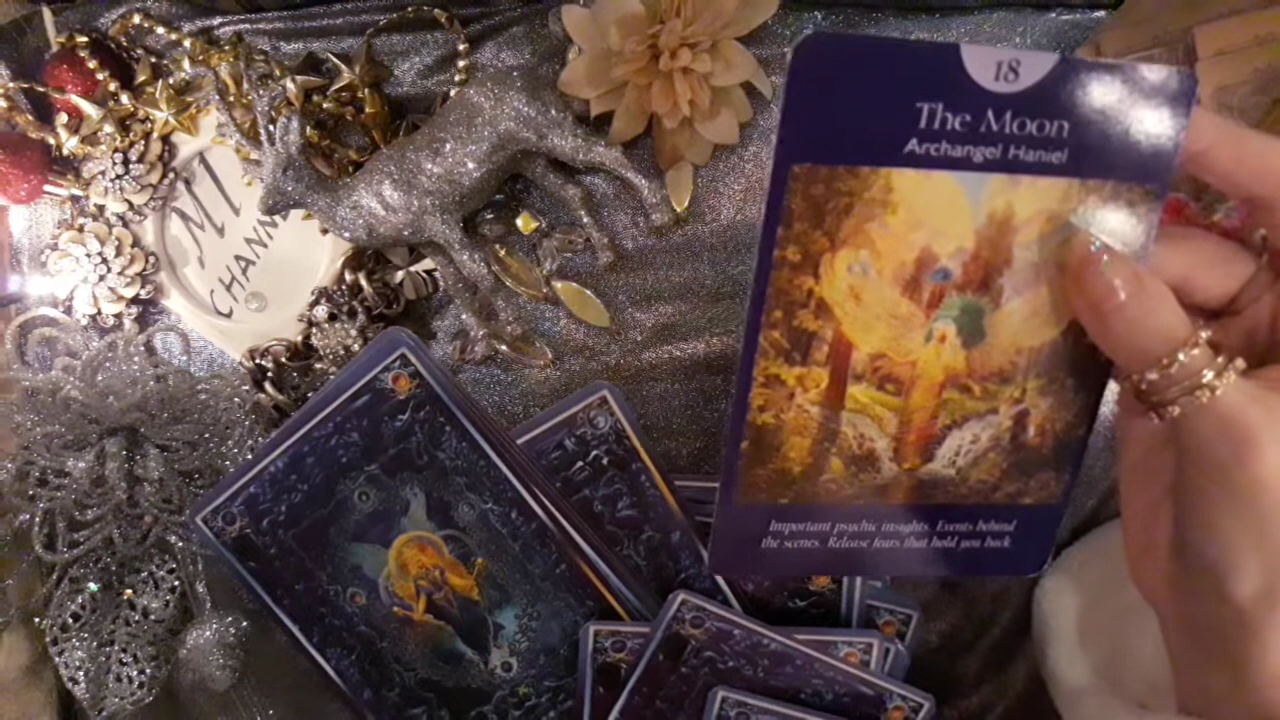 MI
CHANN
18
The Moon
Archangel Haniel
Important psychic insights. Events behind
the scenes. Release fears that hold you back.